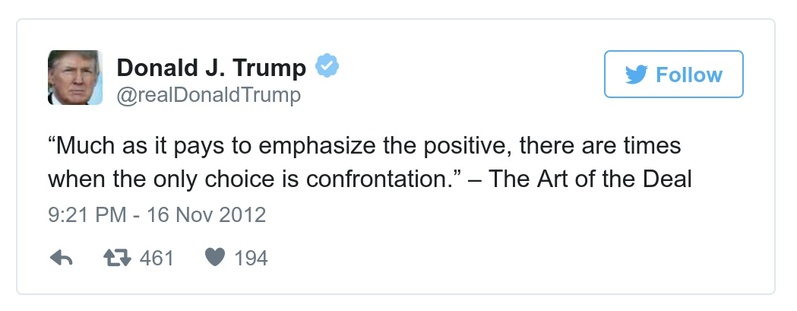 Donald J. Trump
@realDonaldTrump
Follow
“Much as it pays to emphasize the positive, there are times
when the only choice is confrontation.” – The Art of the Deal
9:21 PM - 16 Nov 2012
461 194